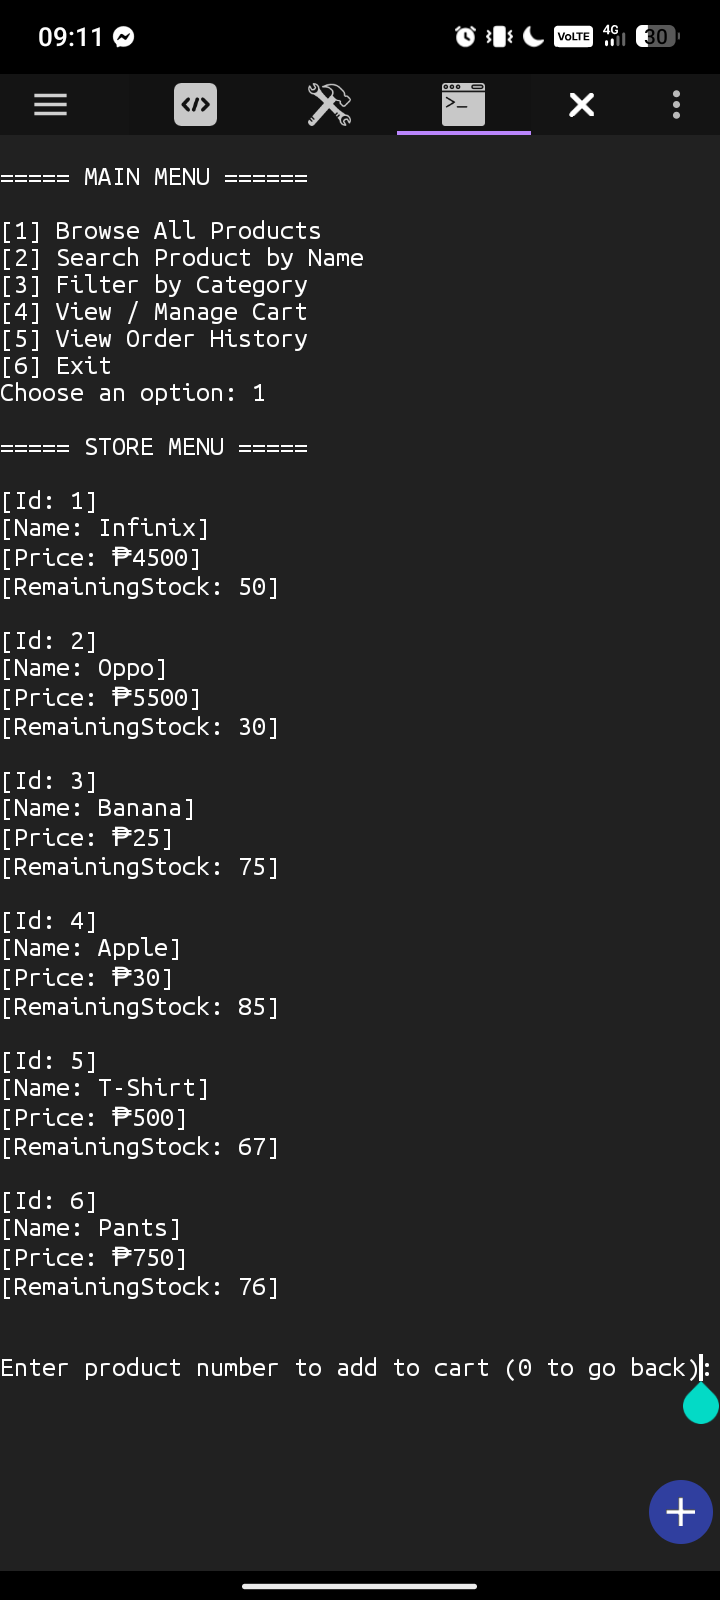 09:11
VoLTE
4G
30
</>
>_
===== MAIN MENU ======
[1] Browse All Products
[2] Search Product by Name
[3] Filter by Category
[4] View / Manage Cart
[5] View Order History
[6] Exit
Choose an option: 1
===== STORE MENU =====
[Id: 1]
[Name: Infinix]
[Price: ₱4500]
[RemainingStock: 50]
[Id: 2]
[Name: Oppo]
[Price: ₱5500]
[RemainingStock: 30]
[Id: 3]
[Name: Banana]
[Price: ₱25]
[RemainingStock: 75]
[Id: 4]
[Name: Apple]
[Price: ₱30]
[RemainingStock: 85]
[Id: 5]
[Name: T-Shirt]
[Price: ₱500]
[RemainingStock: 67]
[Id: 6]
[Name: Pants]
[Price: ₱750]
[RemainingStock: 76]
Enter product number to add to cart (0 to go back):